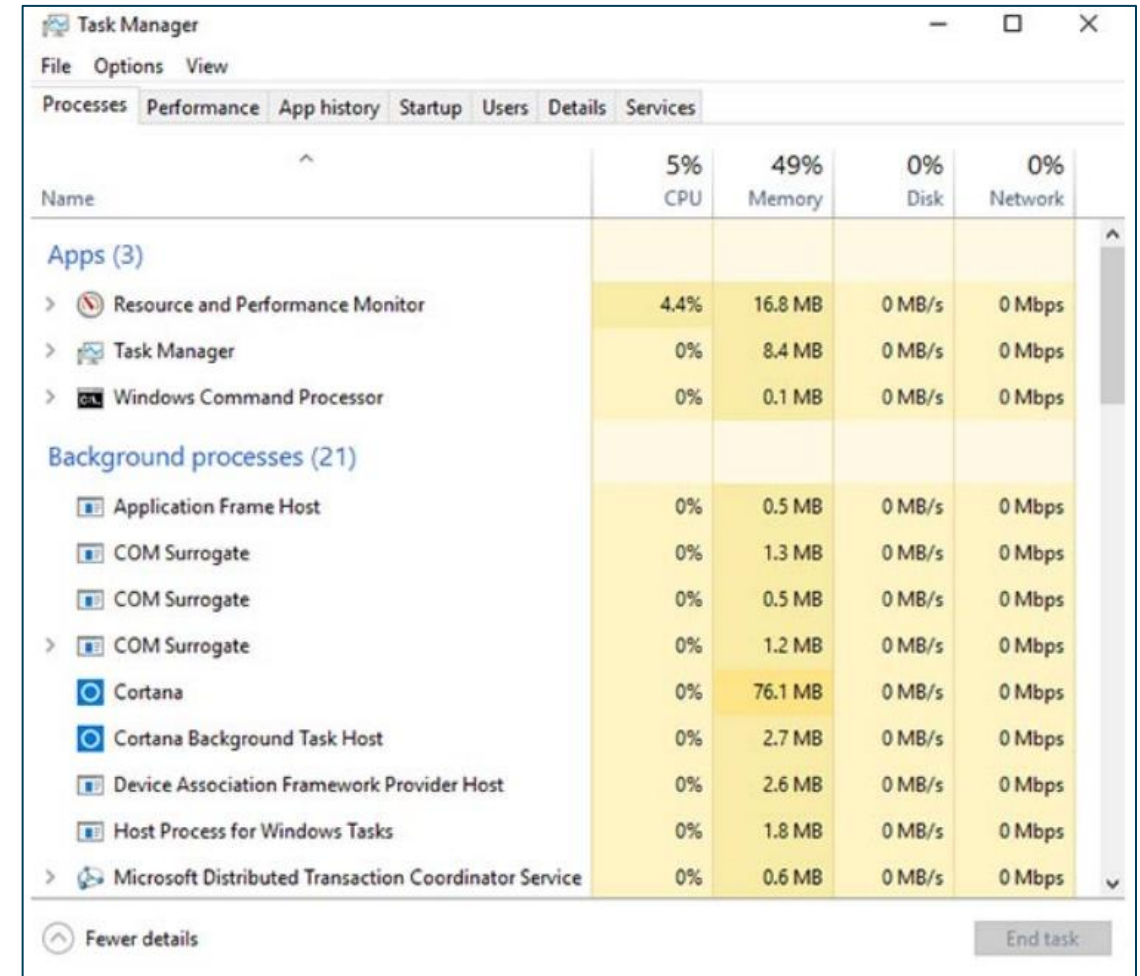 Task Manager
File Options View
Processes Performance App history Startup Users Details Services
5% 49% 0% 0%
Name CPU Memory Disk Network
Apps (3)
Resource and Performance Monitor 4.4% 16.8 MB 0 MB/s 0 Mbps
Task Manager 0% 8.4 MB 0 MB/s 0 Mbps
Windows Command Processor 0% 0.1 MB 0 MB/s 0 Mbps
Background processes (21)
Application Frame Host 0% 0.5 MB 0 MB/s 0 Mbps
COM Surrogate 0% 1.3 MB 0 MB/s 0 Mbps
COM Surrogate 0% 0.5 MB 0 MB/s 0 Mbps
COM Surrogate 0% 1.2 MB 0 MB/s 0 Mbps
Cortana 0% 76.1 MB 0 MB/s 0 Mbps
Cortana Background Task Host 0% 2.7 MB 0 MB/s 0 Mbps
Device Association Framework Provider Host 0% 2.6 MB 0 MB/s 0 Mbps
Host Process for Windows Tasks 0% 1.8 MB 0 MB/s 0 Mbps
Microsoft Distributed Transaction Coordinator Service 0% 0.6 MB 0 MB/s 0 Mbps
Fewer details End task